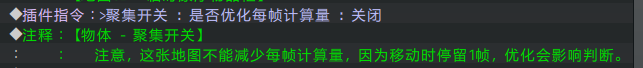 ◆插件指令：>聚集开关 : 是否优化每帧计算量 : 关闭
◆注释：【物体 - 聚集开关】
：　　：　　注意，这张地图不能减少每帧计算量，因为移动时停留1帧，优化会影响判断。